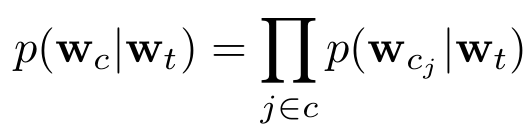 p(𝐰_c|𝐰_t) = ∏_{j∈c} p(𝐰_{c_j}|𝐰_t)